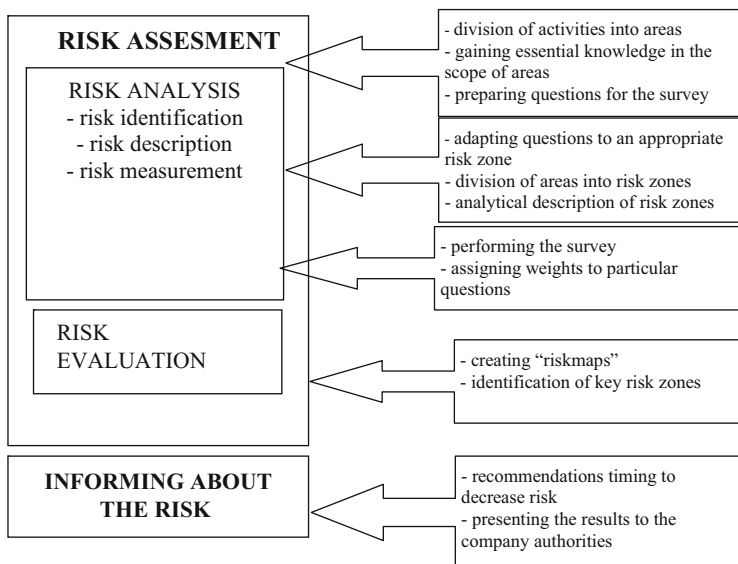 RISK ASSESMENT
RISK ANALYSIS
- risk identification
- risk description
- risk measurement
RISK
EVALUATION
INFORMING ABOUT
THE RISK
- division of activities into areas
- gaining essential knowledge in the
scope of areas
- preparing questions for the survey
- adapting questions to an appropriate
risk zone
- division of areas into risk zones
- analytical description of risk zones
- performing the survey
- assigning weights to particular
questions
- creating “riskmaps”
- identification of key risk zones
- recommendations timing to
decrease risk
- presenting the results to the
company authorities